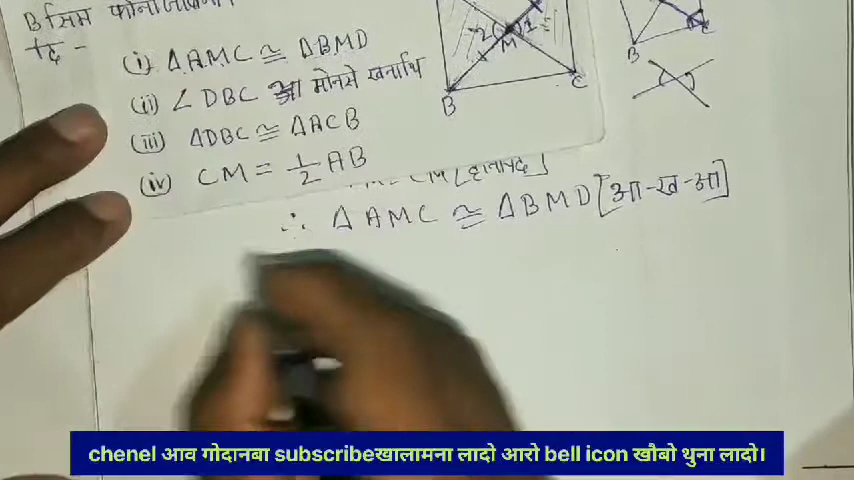 (i) ΔAMC ≅ ΔBMD
(ii) ∠DBC आ मोनसे खनाथि
(iii) ΔDBC ≅ ΔACB
(iv) CM = 1/2 AB
∴ ΔAMC ≅ ΔBMD [आ-ख-आ]
B
M
C
B
chenel आव गोदानबा subscribeखालामना लादो आरो bell icon खौबो थुना लादो।